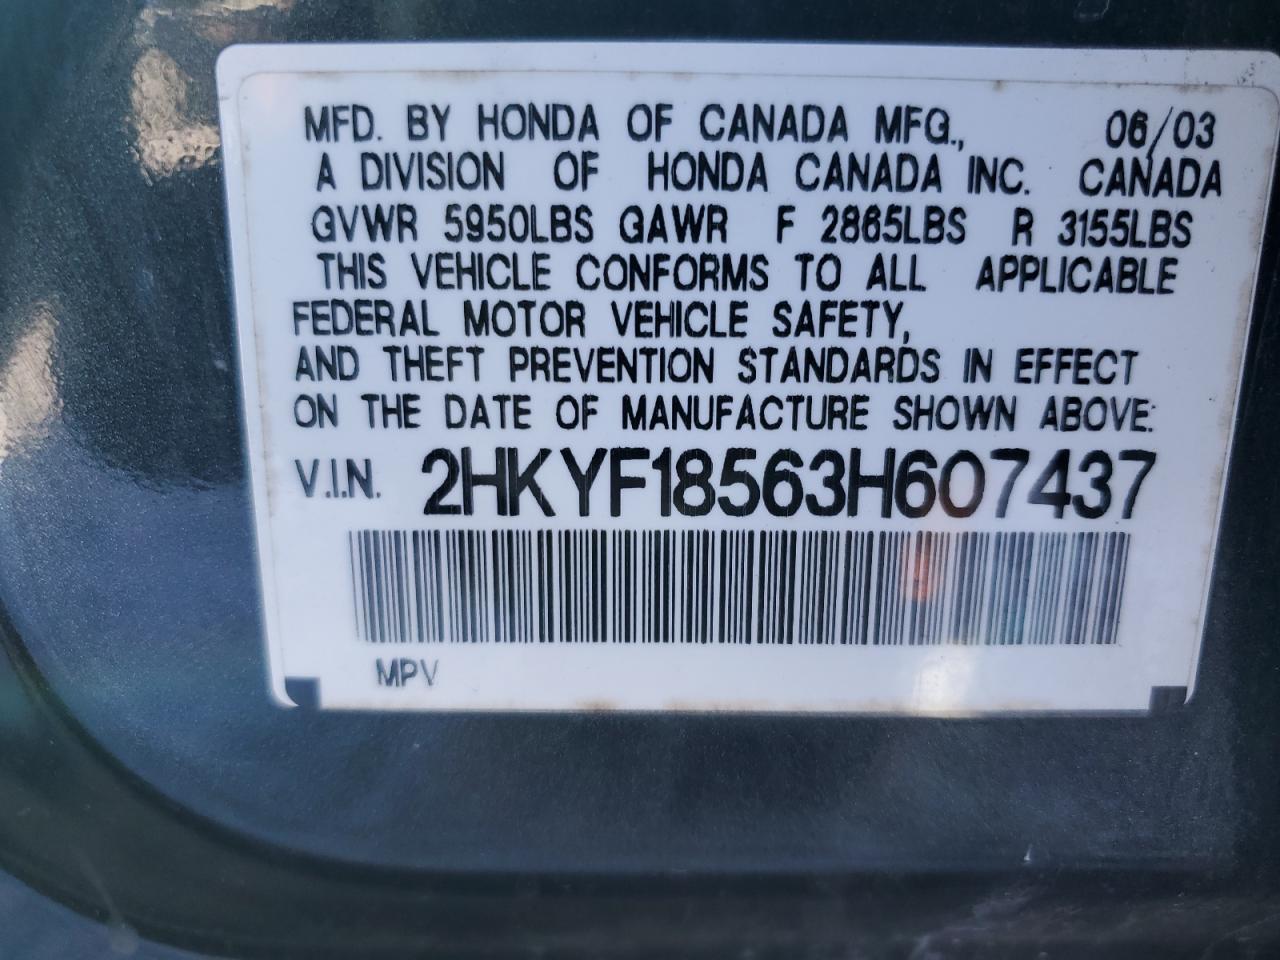 MFD. BY HONDA OF CANADA MFG., 06/03
A DIVISION OF HONDA CANADA INC. CANADA
GVWR 5950LBS GAWR F 2865LBS R 3155LBS
THIS VEHICLE CONFORMS TO ALL APPLICABLE
FEDERAL MOTOR VEHICLE SAFETY,
AND THEFT PREVENTION STANDARDS IN EFFECT
ON THE DATE OF MANUFACTURE SHOWN ABOVE:
V.I.N. 2HKYF18563H607437
MPV